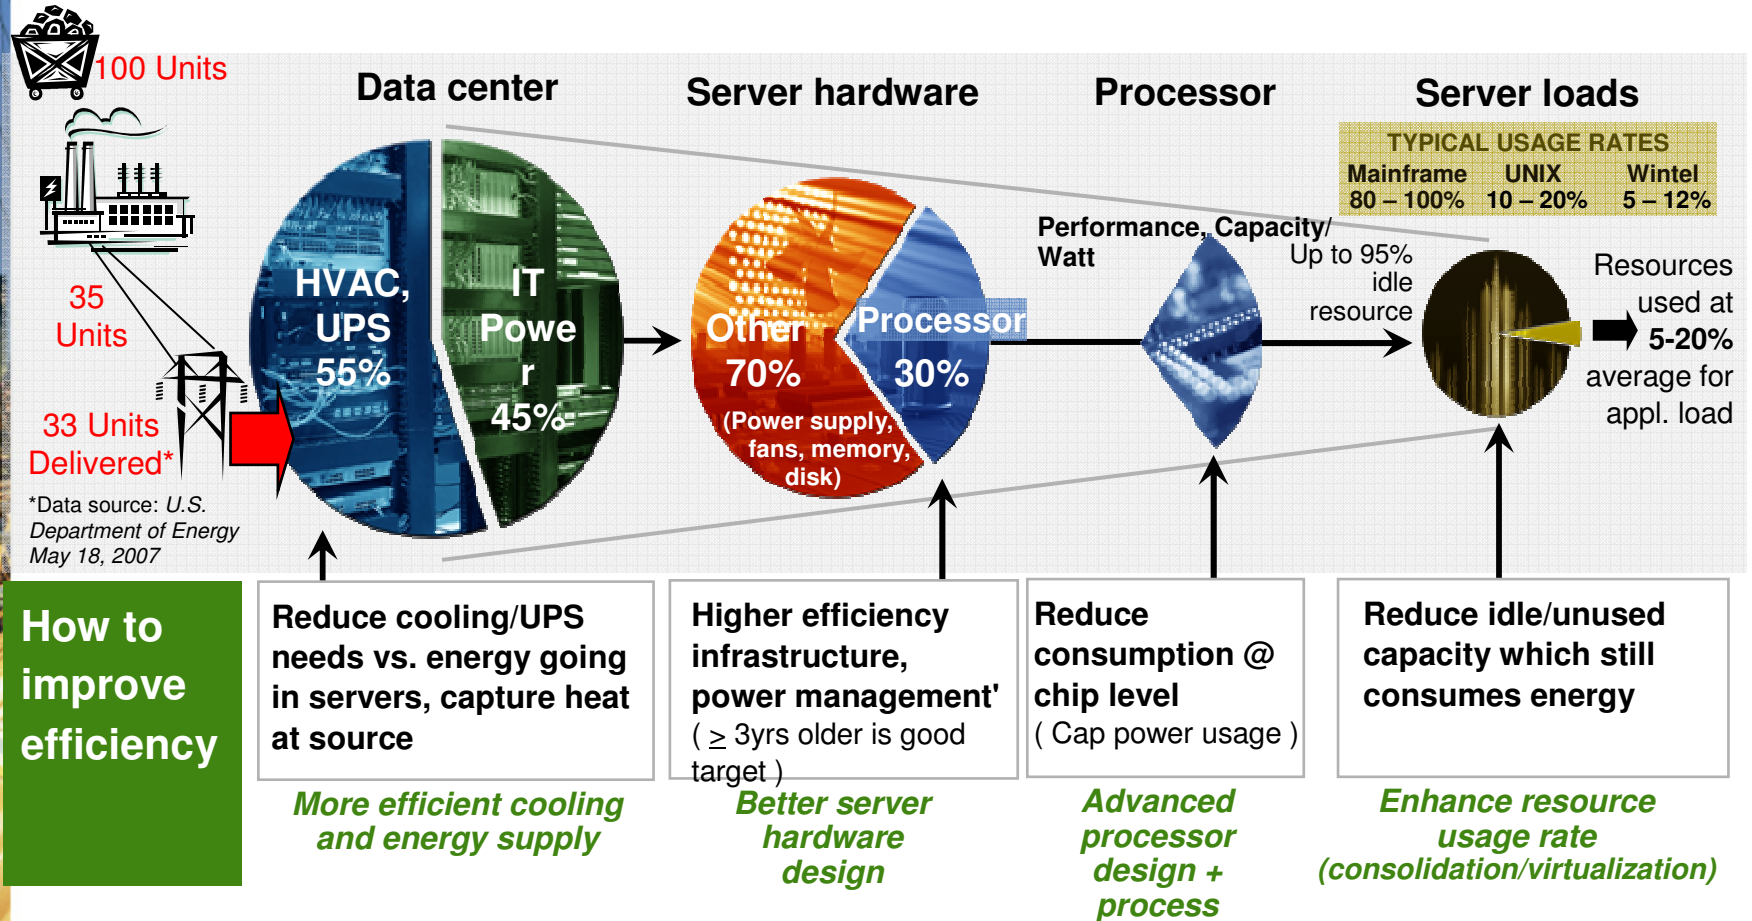 100 Units
35
Units
33 Units
Delivered*
*Data source: U.S.
Department of Energy
May 18, 2007
Data center
HVAC,
UPS
55%
IT
Powe
r
45%
Server hardware
Other
70%
(Power supply,
fans, memory,
disk)
Processor
30%
Processor
Performance, Capacity/
Watt
Server loads
TYPICAL USAGE RATES
Mainframe UNIX Wintel
80 – 100% 10 – 20% 5 – 12%
Up to 95%
idle
resource
Resources
used at
5-20%
average for
appl. load
How to
improve
efficiency
Reduce cooling/UPS
needs vs. energy going
in servers, capture heat
at source
More efficient cooling
and energy supply
Higher efficiency
infrastructure,
power management'
( ≥ 3yrs older is good
target )
Better server
hardware
design
Reduce
consumption @
chip level
( Cap power usage )
Advanced
processor
design +
process
Reduce idle/unused
capacity which still
consumes energy
Enhance resource
usage rate
(consolidation/virtualization)